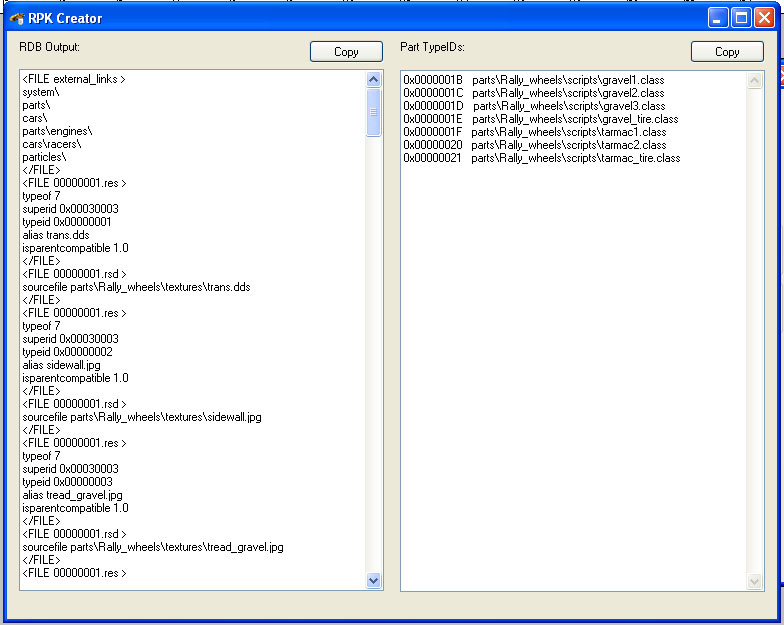 RPK Creator
RDB Output:
Copy
<FILE external_links >
system\
parts\
cars\
parts\engines\
cars\racers\
particles\
</FILE>
<FILE 00000001.res >
typeof 7
superid 0x00030003
typeid 0x00000001
alias trans.dds
isparentcompatible 1.0
</FILE>
<FILE 00000001.rsd >
sourcefile parts\Rally_wheels\textures\trans.dds
</FILE>
<FILE 00000001.res >
typeof 7
superid 0x00030003
typeid 0x00000002
alias sidewall.jpg
isparentcompatible 1.0
</FILE>
<FILE 00000001.rsd >
sourcefile parts\Rally_wheels\textures\sidewall.jpg
</FILE>
<FILE 00000001.res >
typeof 7
superid 0x00030003
typeid 0x00000003
alias tread_gravel.jpg
isparentcompatible 1.0
</FILE>
<FILE 00000001.rsd >
sourcefile parts\Rally_wheels\textures\tread_gravel.jpg
</FILE>
<FILE 00000001.res >
Part TypeIDs:
Copy
0x0000001B parts\Rally_wheels\scripts\gravel1.class
0x0000001C parts\Rally_wheels\scripts\gravel2.class
0x0000001D parts\Rally_wheels\scripts\gravel3.class
0x0000001E parts\Rally_wheels\scripts\gravel_tire.class
0x0000001F parts\Rally_wheels\scripts\tarmac1.class
0x00000020 parts\Rally_wheels\scripts\tarmac2.class
0x00000021 parts\Rally_wheels\scripts\tarmac_tire.class